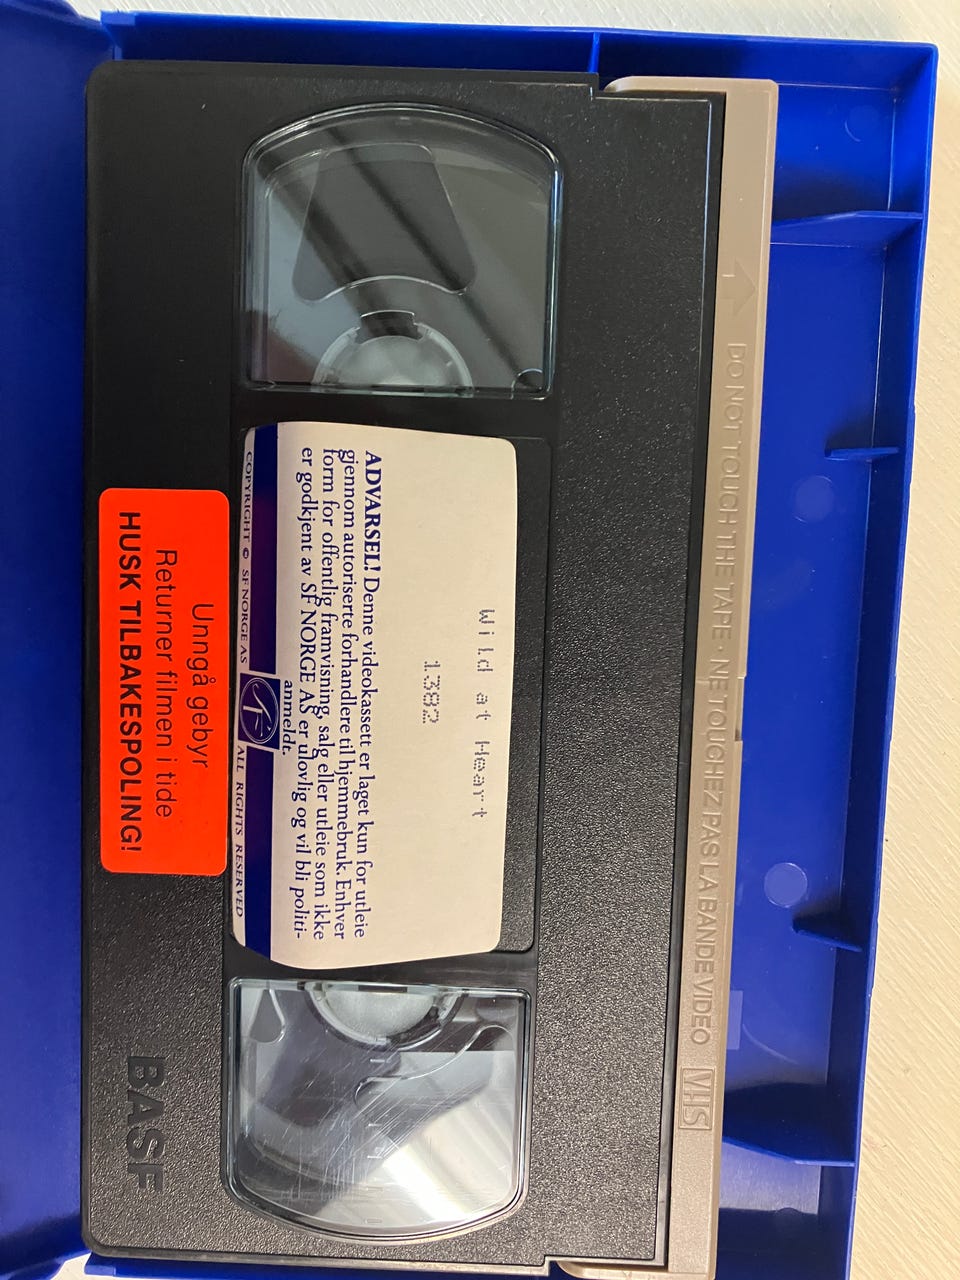 DO NOT TOUCH THE TAPE · NE TOUCHEZ PAS LA BANDE VIDEO VHS
Wild at Heart
1.382
ADVARSEL! Denne videokassett er laget kun for utleie
gjennom autoriserte forhandlere til hjemmebruk. Enhver
form for offentlig framvisning, salg eller utleie som ikke
er godkjent av SF NORGE AS er ulovlig og vil bli politi-
anmeldt.
COPYRIGHT © SF NORGE AS ALL RIGHTS RESERVED
Unngå gebyr
Returner filmen i tide
HUSK TILBAKESPOLING!
BASF